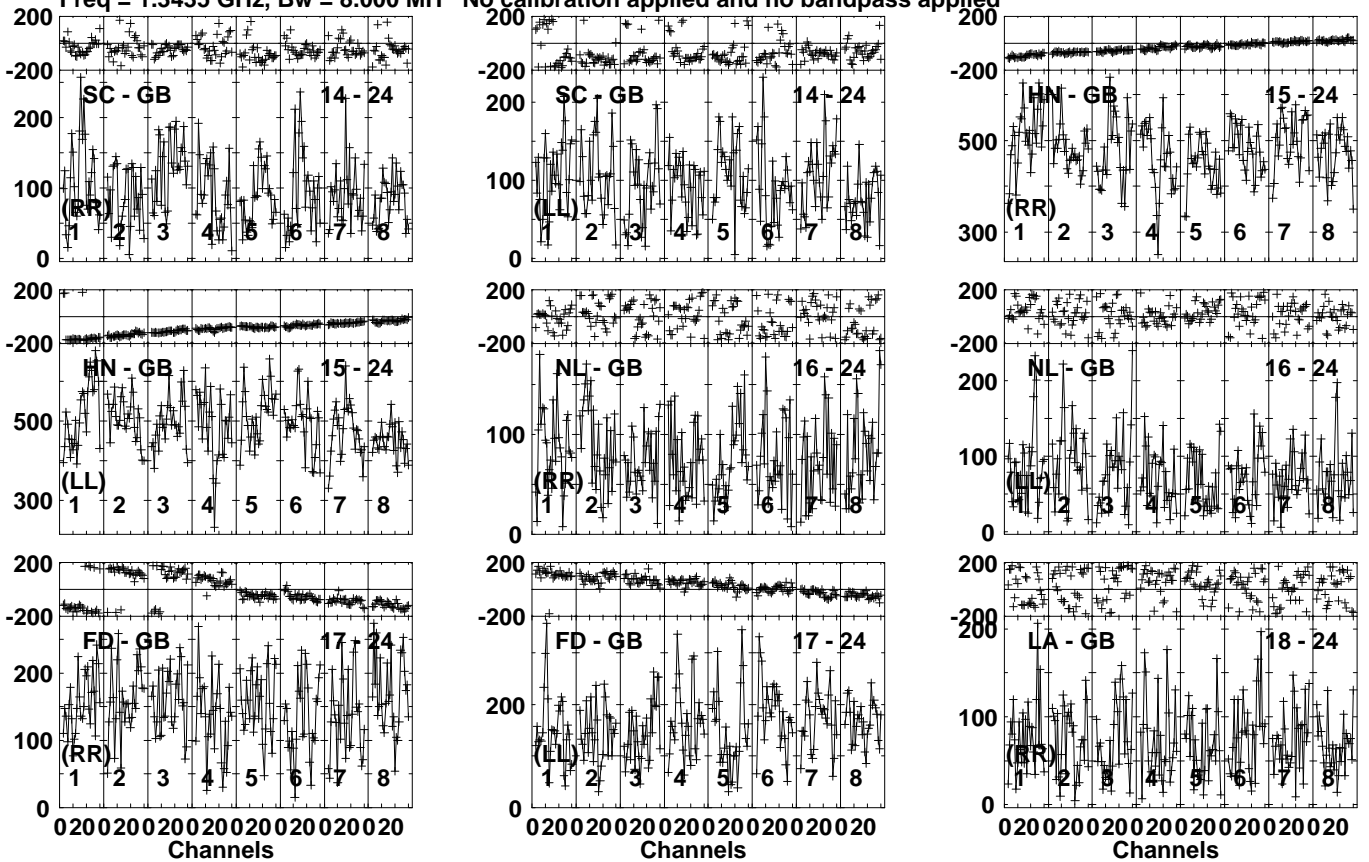 Freq = 1.3435 GHz, Bw = 8.000 MH No calibration applied and no bandpass applied
200 200 200
-200 -200 -200
SC - GB 14 - 24 SC - GB 14 - 24 HN - GB 15 - 24
200 200 500
100 100
(RR) (LL) (RR)
1 2 3 4 5 6 7 8 1 2 3 4 5 6 7 8 300 1 2 3 4 5 6 7 8
0 0
200 200 200
-200 -200 -200
HN - GB 15 - 24 NL - GB 16 - 24 NL - GB 16 - 24
500 100 200
100
(LL) (RR) (LL)
300 1 2 3 4 5 6 7 8 1 2 3 4 5 6 7 8 1 2 3 4 5 6 7 8
0 0
200 200 200
-200 -200 -200
FD - GB 17 - 24 FD - GB 17 - 24 LA - GB 18 - 24
200 200 200
100 100
(RR) (LL) (RR)
1 2 3 4 5 6 7 8 1 2 3 4 5 6 7 8 1 2 3 4 5 6 7 8
0 0 0
0 20 0 20 0 20 0 20 0 20 0 20 0 20 0 20 0 20 0 20 0 20 0 20 0 20 0 20 0 20 0 20 0 20 0 20 0 20 0 20 0 20 0 20 0 20 0 20
Channels Channels Channels